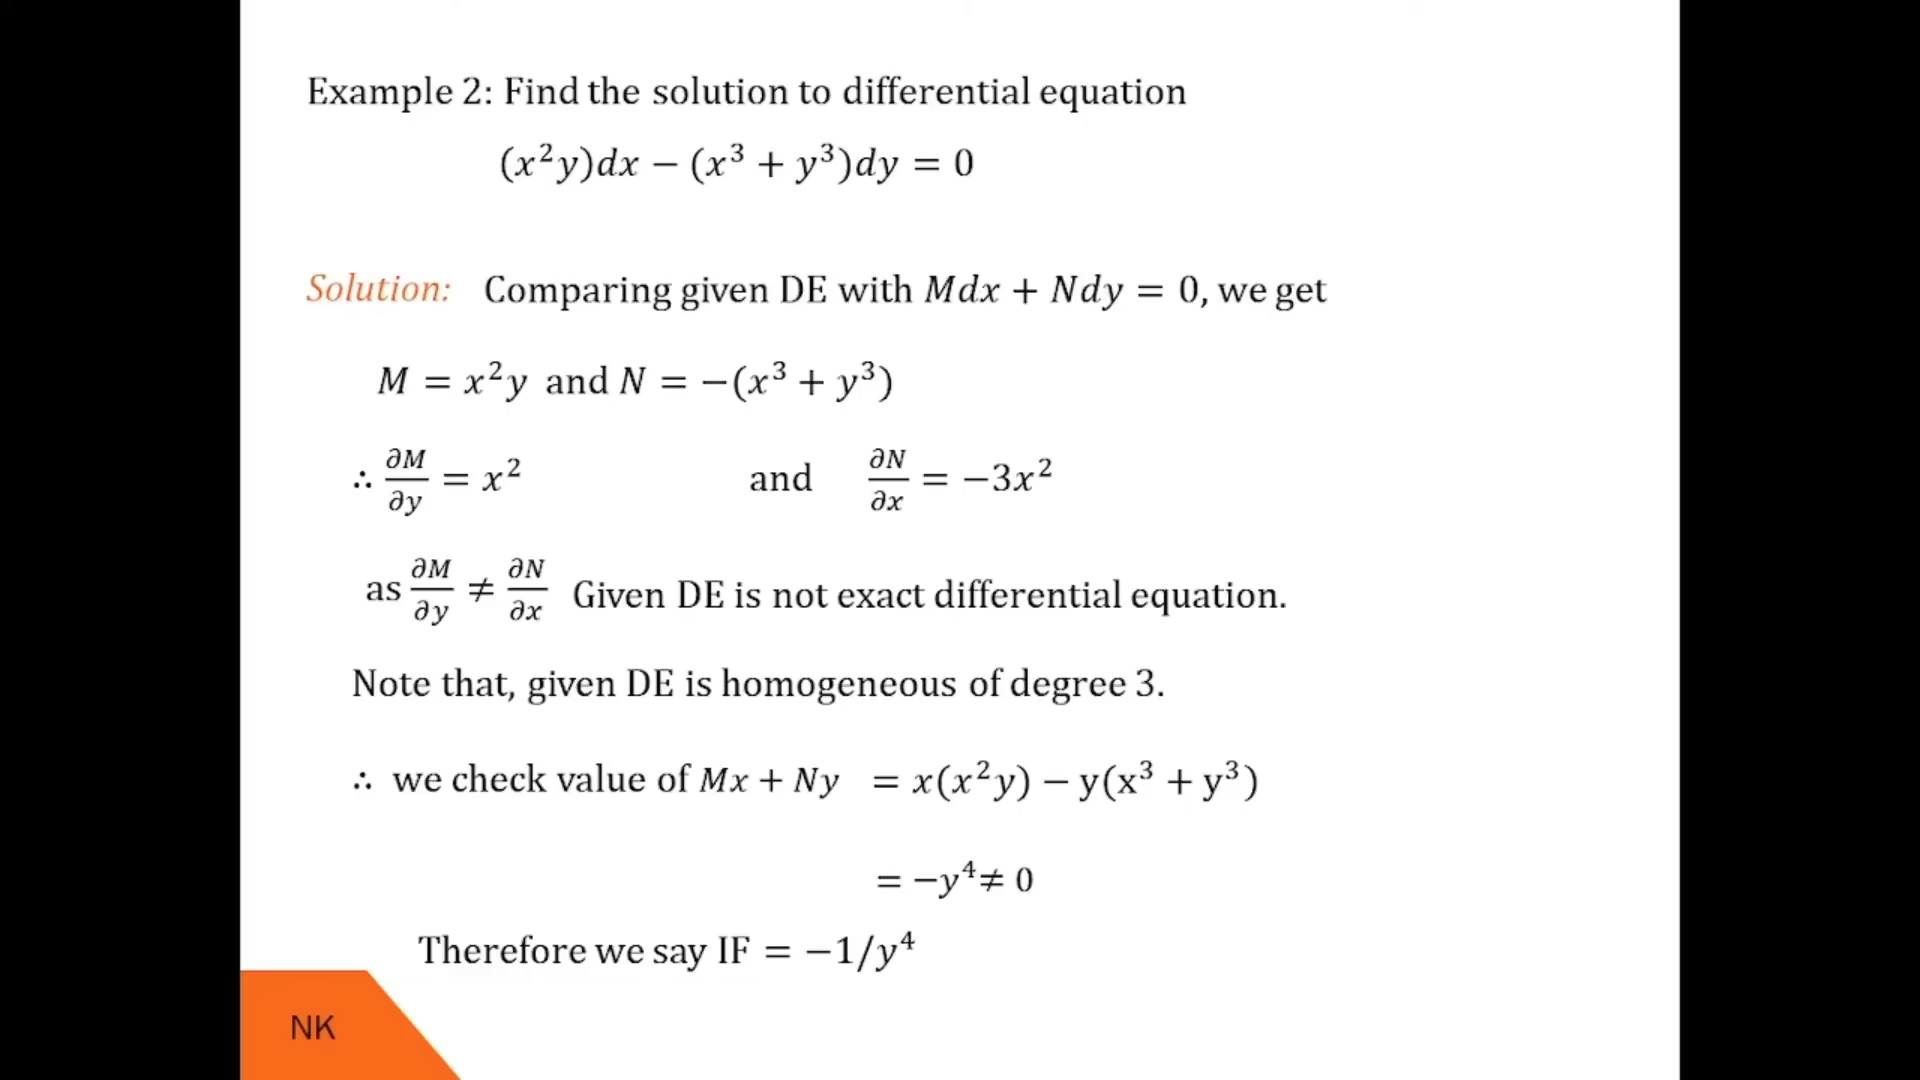 Example 2: Find the solution to differential equation
(x²y)dx − (x³ + y³)dy = 0
Solution: Comparing given DE with Mdx + Ndy = 0, we get
M = x²y and N = −(x³ + y³)
∴ ∂M/∂y = x² and ∂N/∂x = −3x²
as ∂M/∂y ≠ ∂N/∂x Given DE is not exact differential equation.
Note that, given DE is homogeneous of degree 3.
∴ we check value of Mx + Ny = x(x²y) − y(x³ + y³)
= −y⁴≠ 0
Therefore we say IF = −1/y⁴
NK